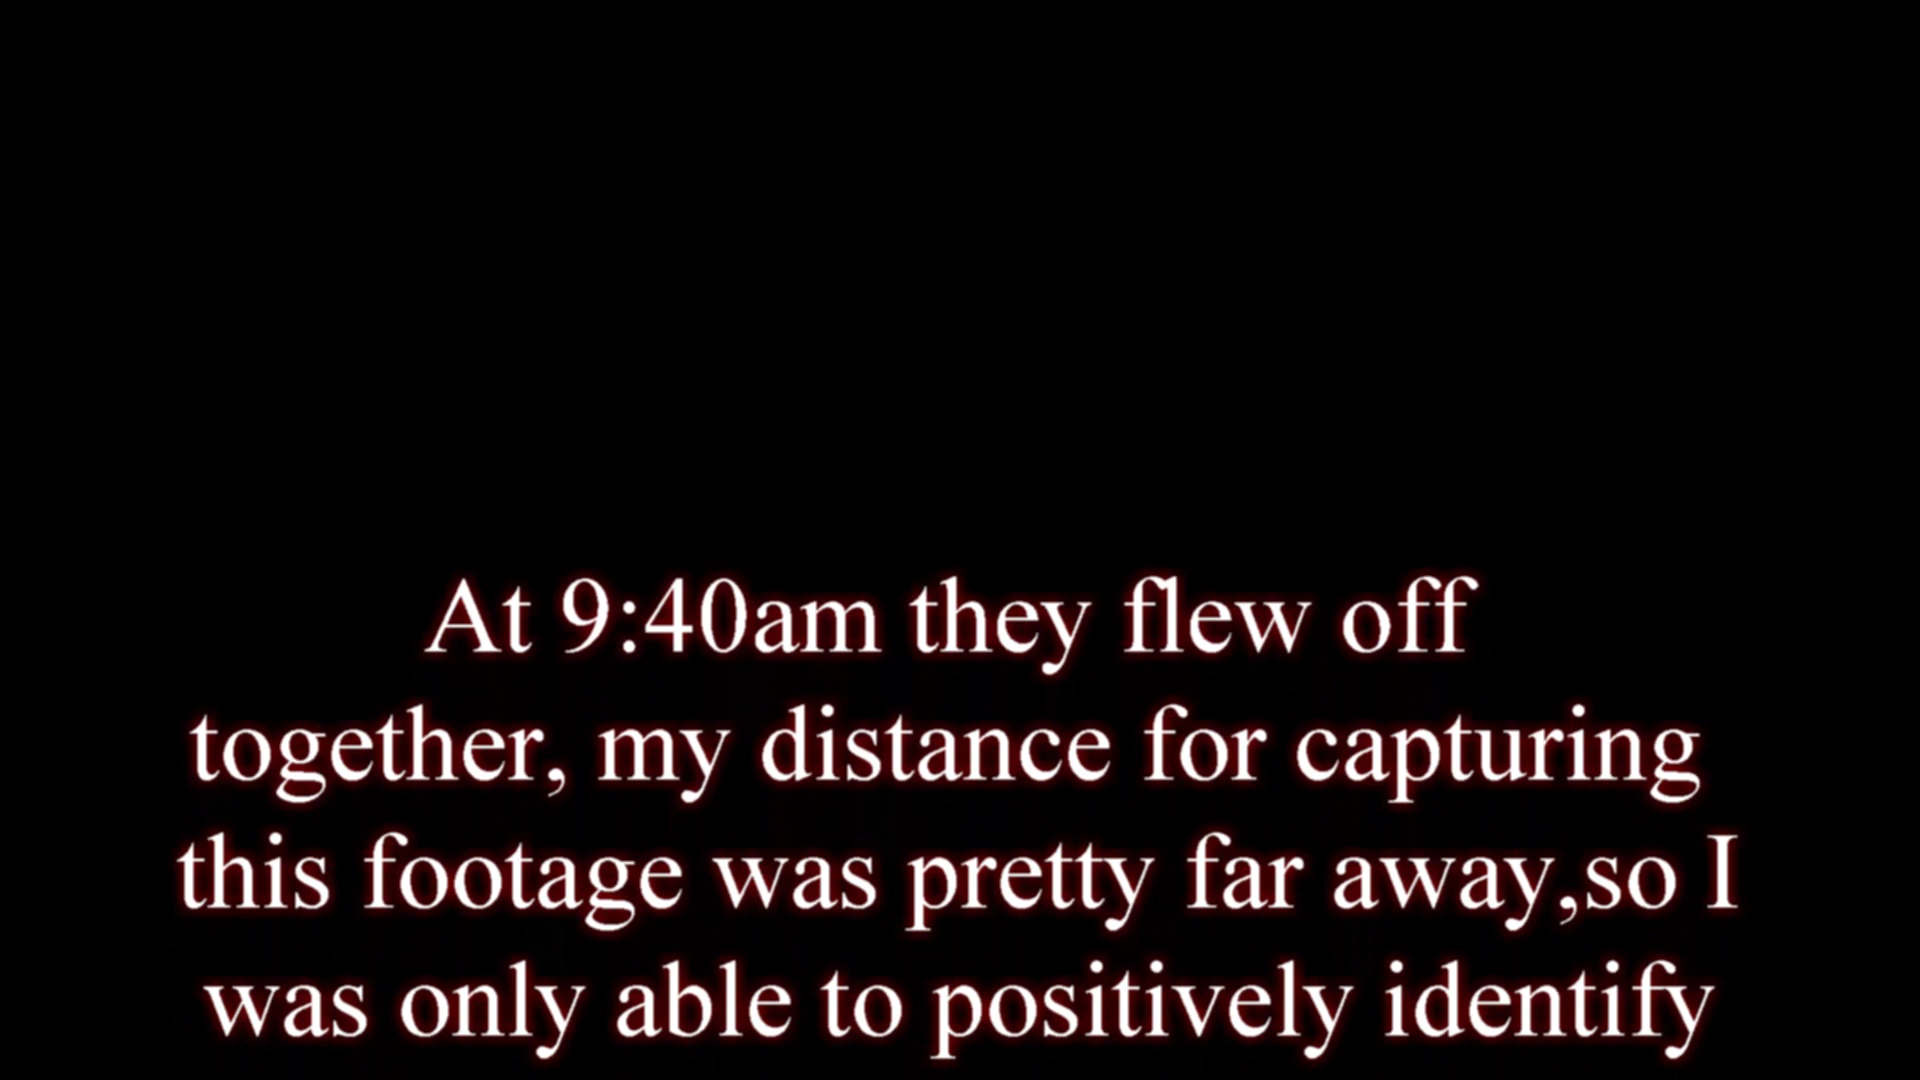 At 9:40am they flew off
together, my distance for capturing
this footage was pretty far away,so I
was only able to positively identify